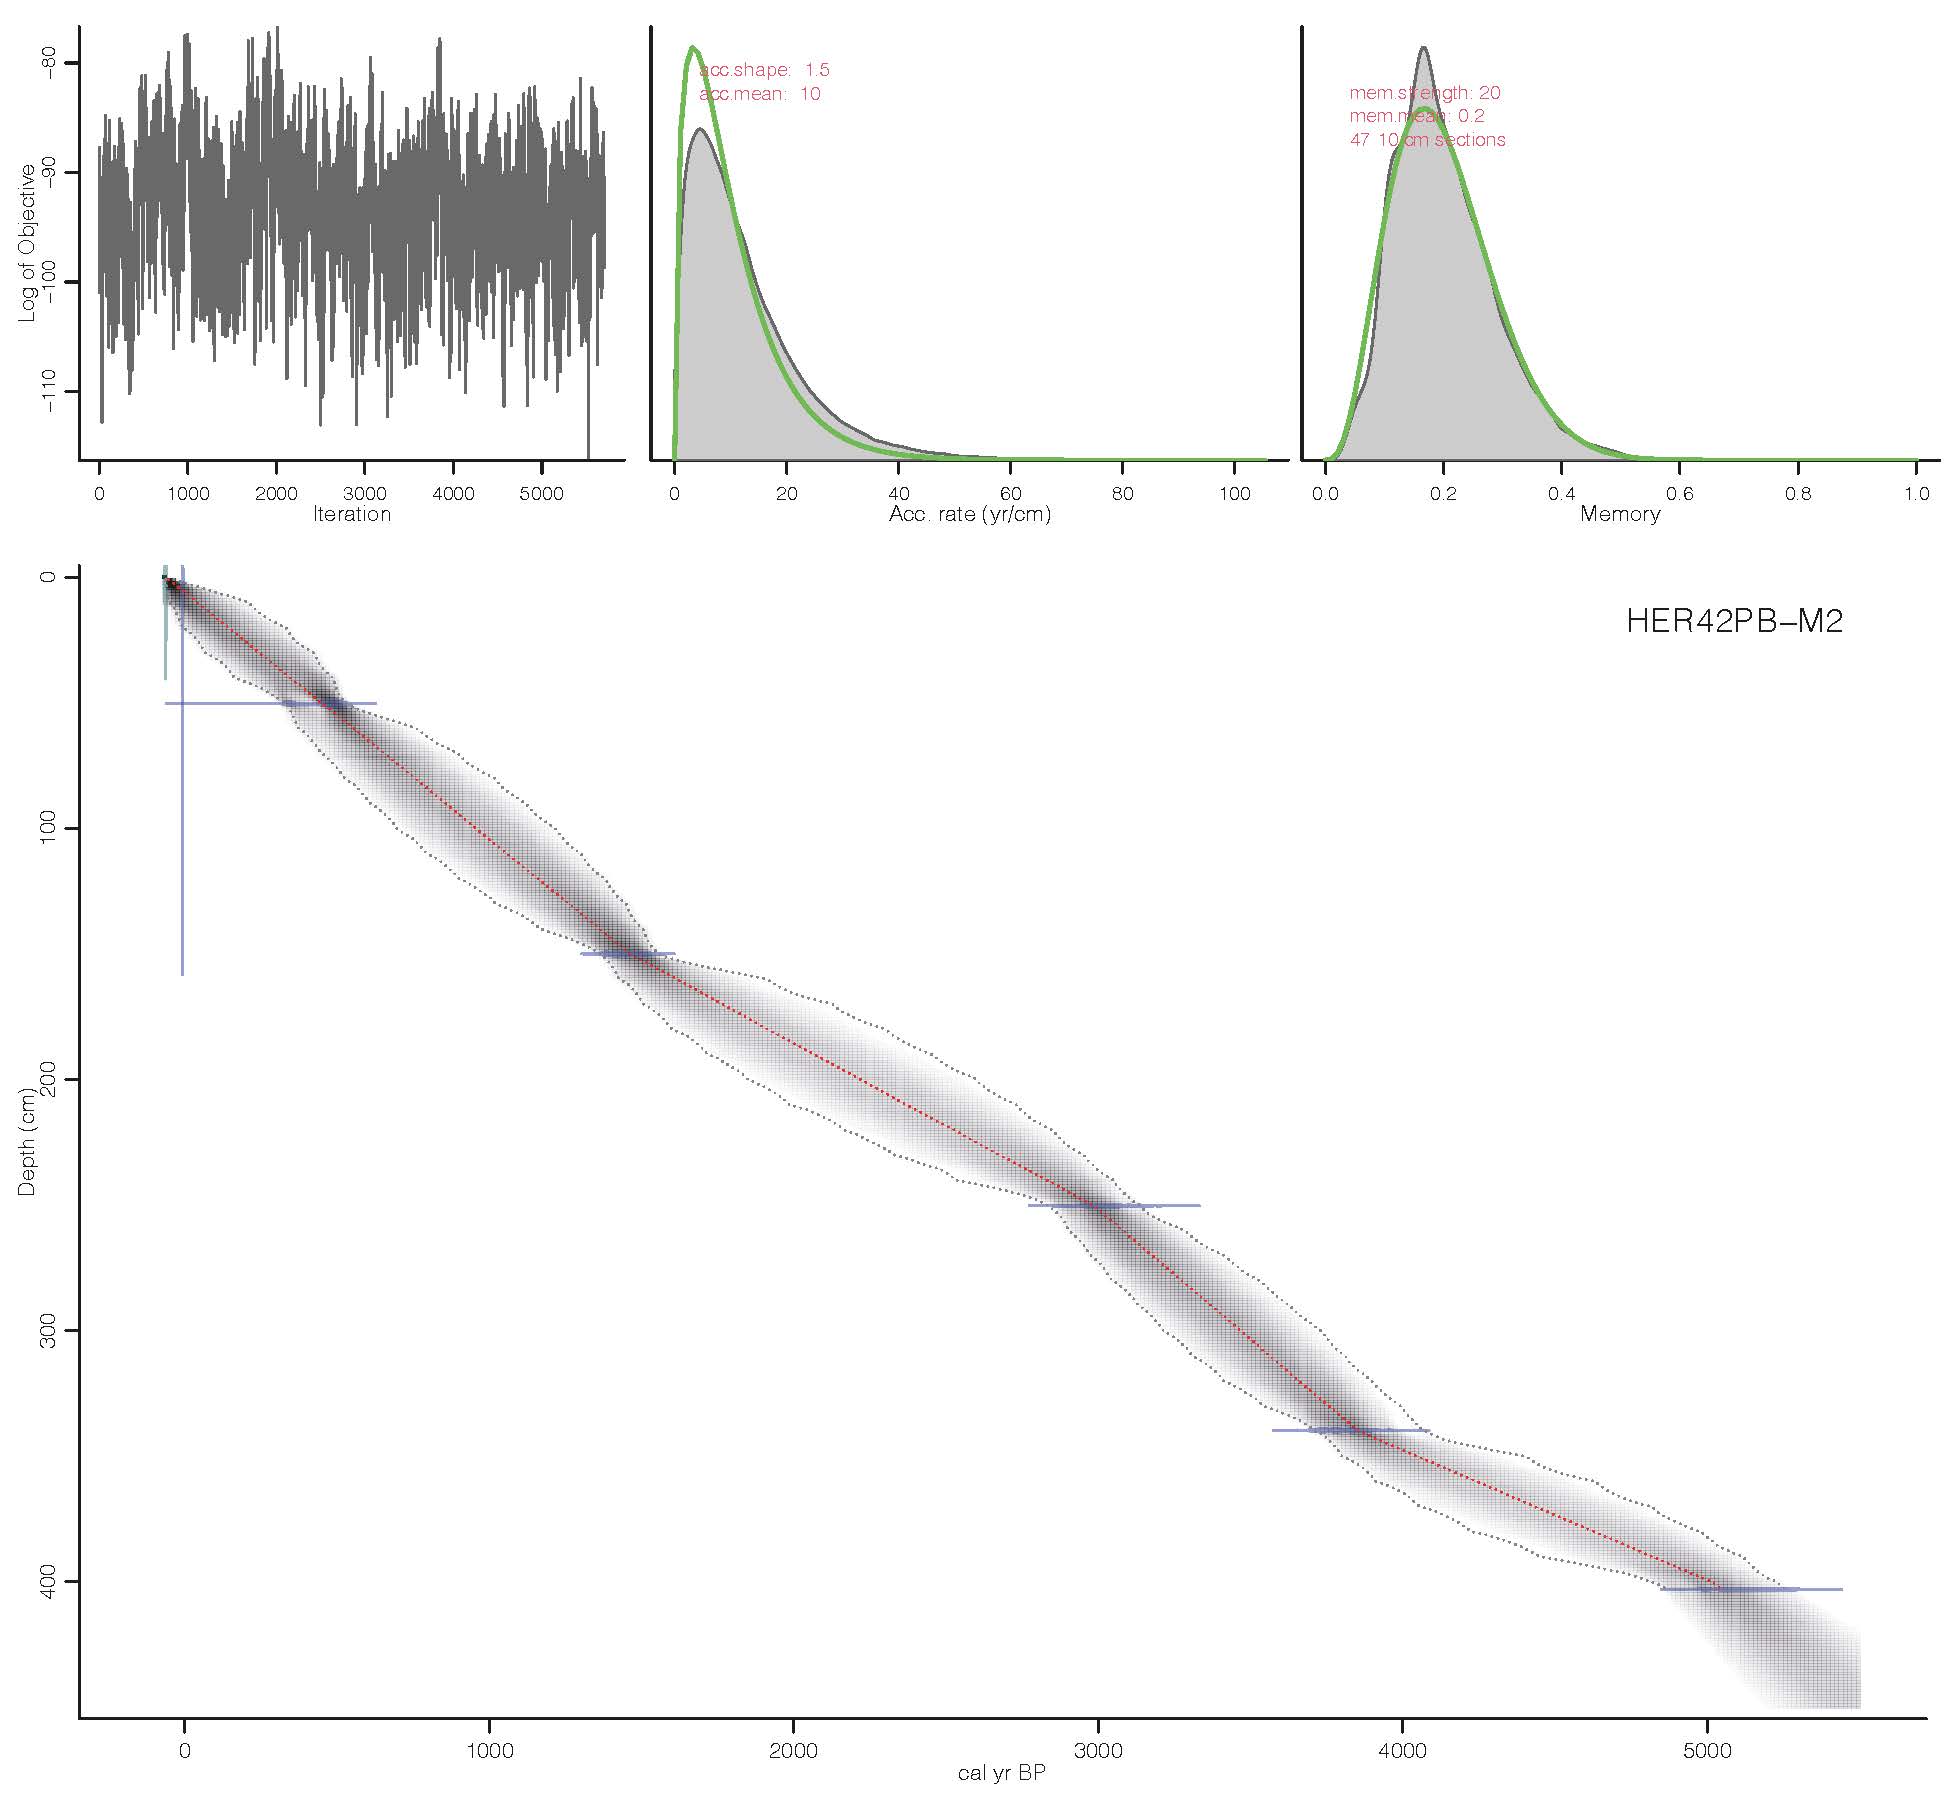 −80
−90
−100
−110
Log of Objective
0 1000 2000 3000 4000 5000
Iteration
acc.shape: 1.5
acc.mean: 10
0 20 40 60 80 100
Acc. rate (yr/cm)
mem.strength: 20
mem.mean: 0.2
47 10 cm sections
0.0 0.2 0.4 0.6 0.8 1.0
Memory
HER42PB−M2
0
100
200
300
400
Depth (cm)
0 1000 2000 3000 4000 5000
cal yr BP